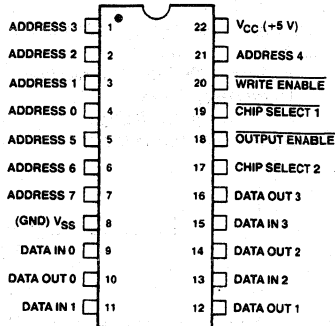 ADDRESS 3 1
ADDRESS 2 2
ADDRESS 1 3
ADDRESS 0 4
ADDRESS 5 5
ADDRESS 6 6
ADDRESS 7 7
(GND) VSS 8
DATA IN 0 9
DATA OUT 0 10
DATA IN 1 11
22 VCC (+5 V)
21 ADDRESS 4
20 WRITE ENABLE
19 CHIP SELECT 1
18 OUTPUT ENABLE
17 CHIP SELECT 2
16 DATA OUT 3
15 DATA IN 3
14 DATA OUT 2
13 DATA IN 2
12 DATA OUT 1